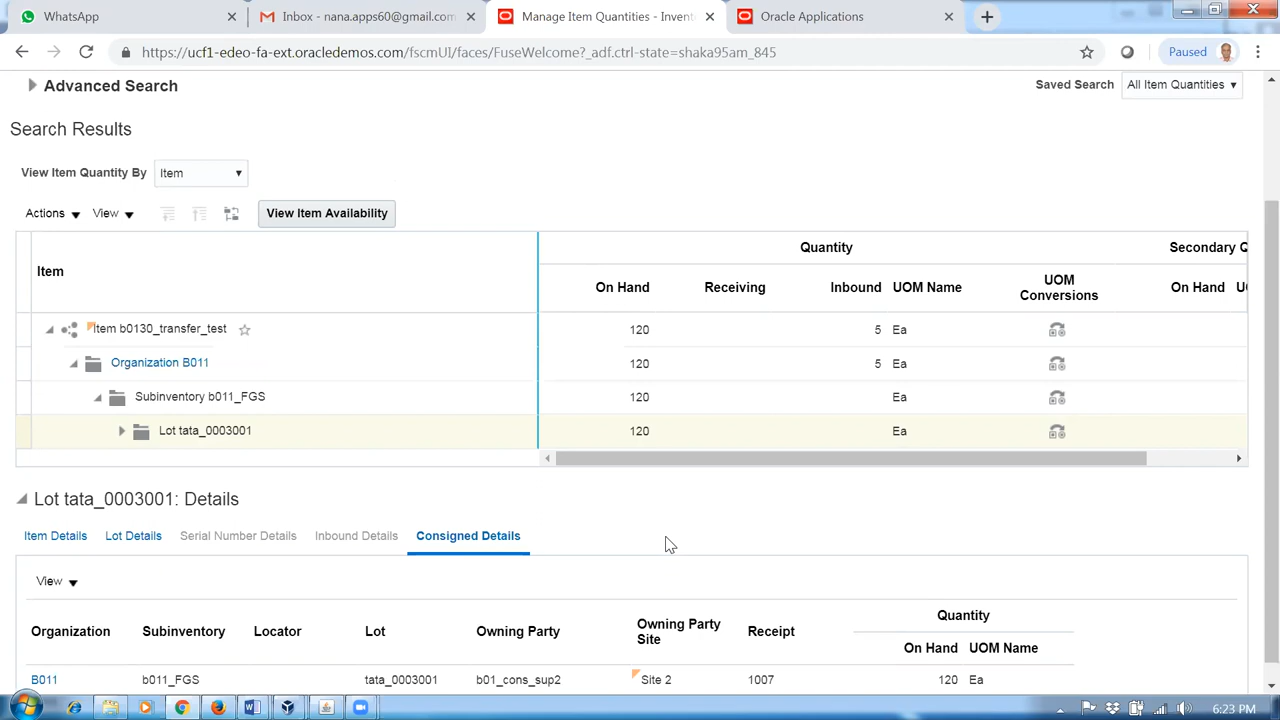 WhatsApp
Inbox - nana.apps60@gmail.com
Manage Item Quantities - Invent
Oracle Applications
https://ucf1-edeo-fa-ext.oracledemos.com/fscmUI/faces/FuseWelcome?_adf.ctrl-state=shaka95am_845
Paused
Advanced Search
Saved Search All Item Quantities
Search Results
View Item Quantity By Item
Actions View View Item Availability
Quantity Secondary Q
Item
On Hand Receiving Inbound UOM Name UOM Conversions On Hand U
Item b0130_transfer_test 120 5 Ea
Organization B011 120 5 Ea
Subinventory b011_FGS 120 Ea
Lot tata_0003001 120 Ea
Lot tata_0003001: Details
Item Details Lot Details Serial Number Details Inbound Details Consigned Details
View
Quantity
Organization Subinventory Locator Lot Owning Party Owning Party Site Receipt
On Hand UOM Name
B011 b011_FGS tata_0003001 b01_cons_sup2 Site 2 1007 120 Ea
6:23 PM